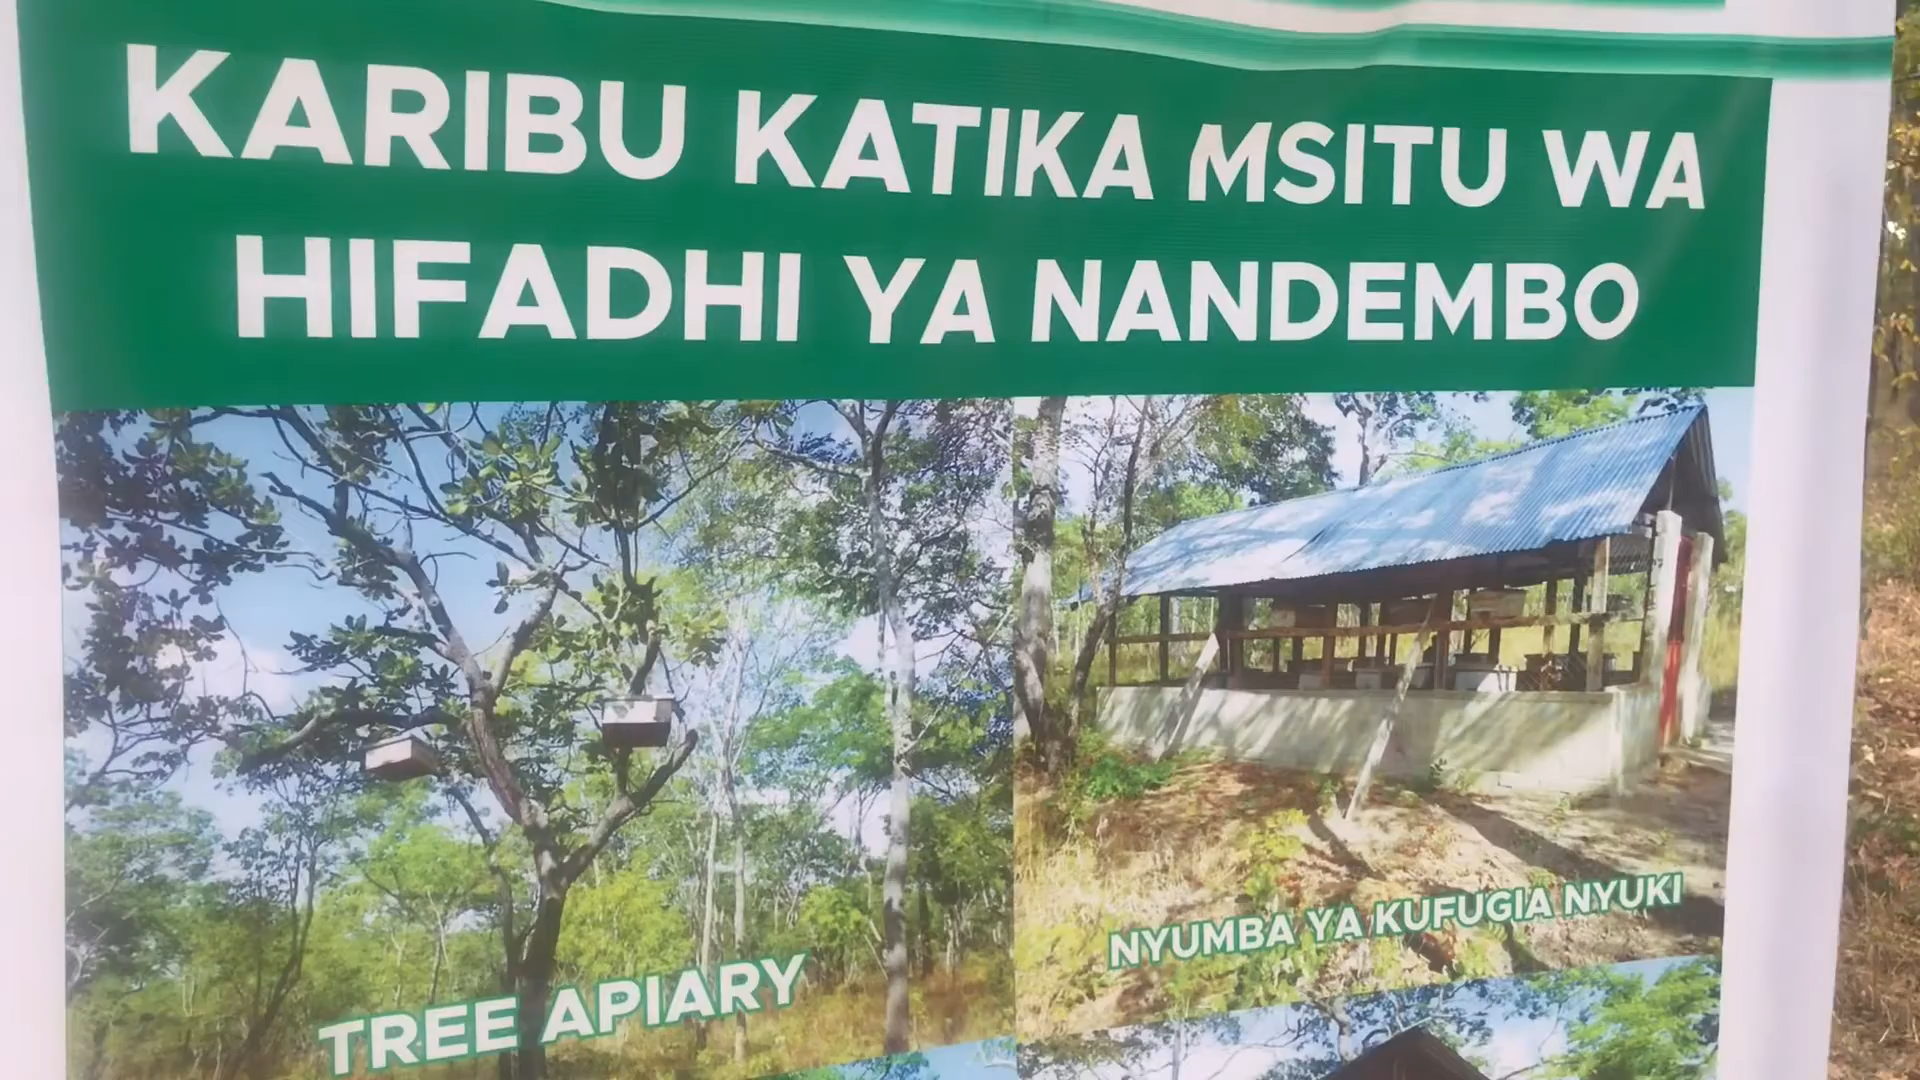 KARIBU KATIKA MSITU WA
HIFADHI YA NANDEMBO
TREE APIARY
NYUMBA YA KUFUGIA NYUKI